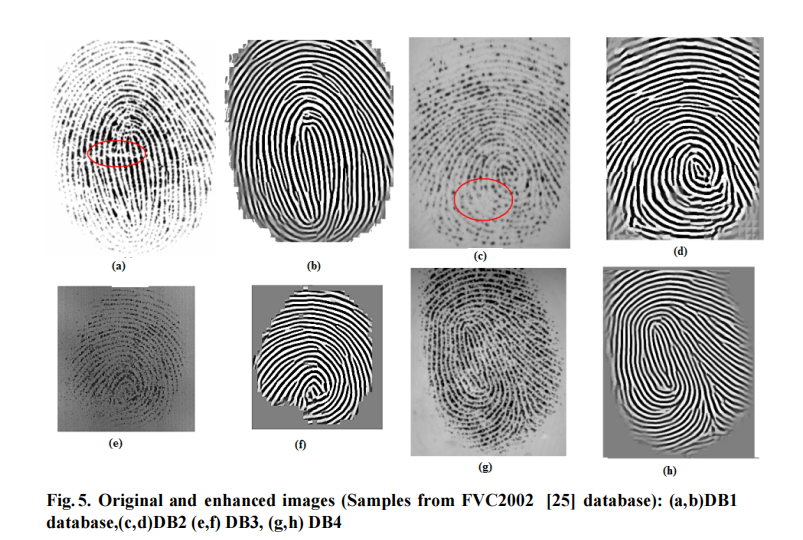 (a)
(b)
(c)
(d)
(e)
(f)
(g)
(h)
Fig. 5. Original and enhanced images (Samples from FVC2002 [25] database): (a,b)DB1
database,(c,d)DB2 (e,f) DB3, (g,h) DB4